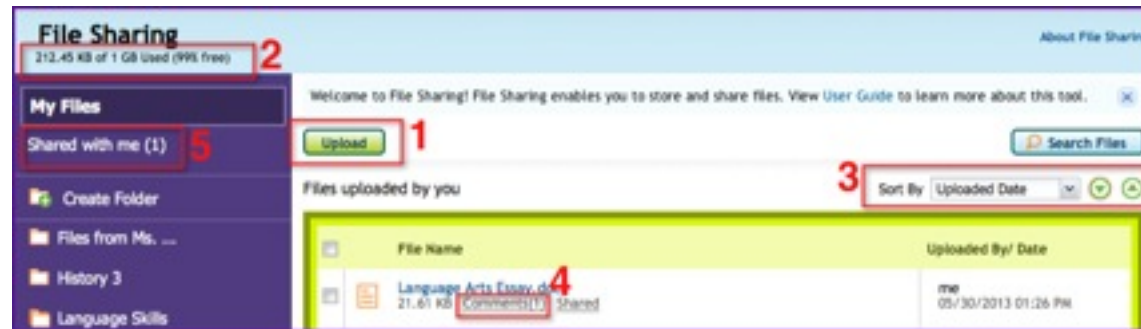 File Sharing
212.45 KB of 1 GB Used (99% free)
2
About File Sharin
My Files
Welcome to File Sharing! File Sharing enables you to store and share files. View User Guide to learn more about this tool.
Shared with me (1)
5
Upload
1
Search Files
Create Folder
Files uploaded by you
3
Sort By Uploaded Date
Files from Ms. ...
File Name
Uploaded By/ Date
History 3
4
Language Arts Essay.do
me
21.61 KB Comments(1) Shared
05/30/2013 01:26 PM
Language Skills